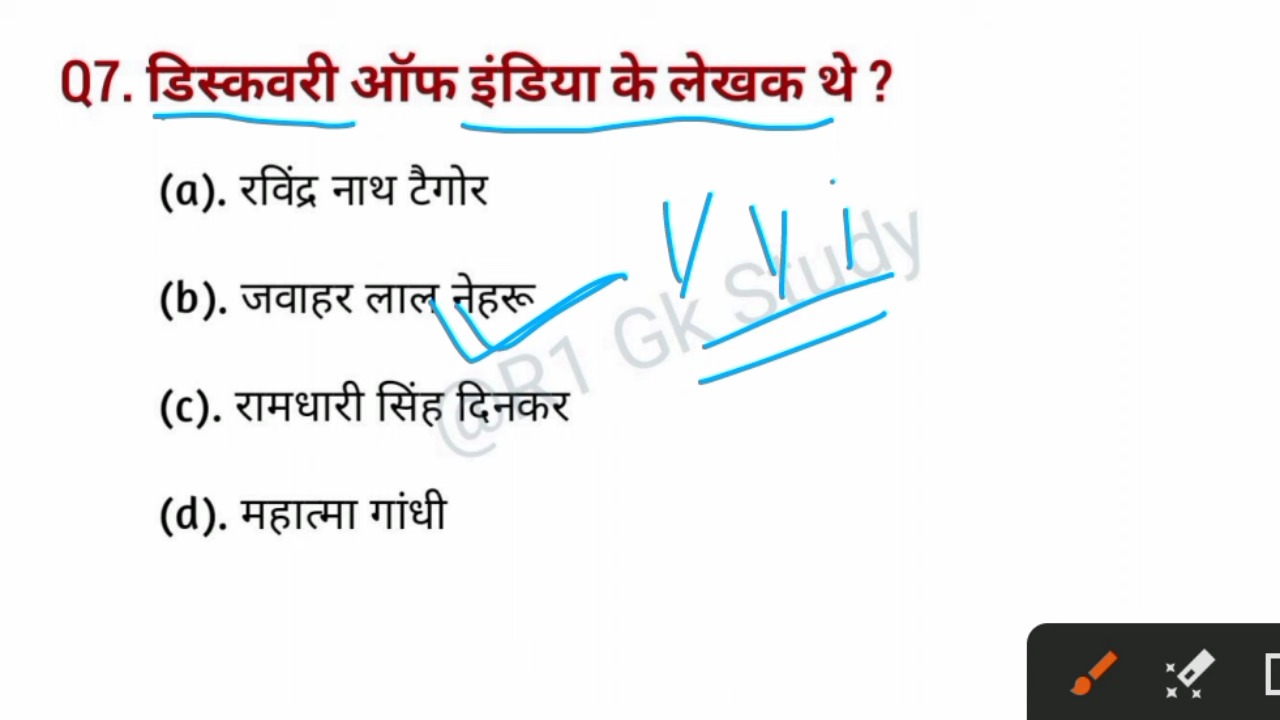 Q7. डिस्कवरी ऑफ इंडिया के लेखक थे ?
(a). रविंद्र नाथ टैगोर
V V i
(b). जवाहर लाल नेहरू
@R1 Gk Study
(c). रामधारी सिंह दिनकर
(d). महात्मा गांधी